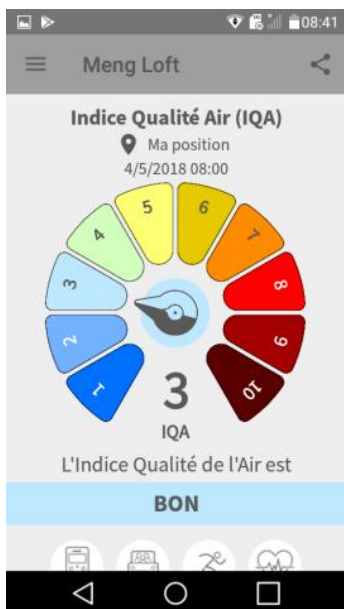 08:41
Meng Loft
Indice Qualité Air (IQA)
Ma position
4/5/2018 08:00
1
2
3
4
5
6
7
8
9
10
3
IQA
L'Indice Qualité de l'Air est
BON